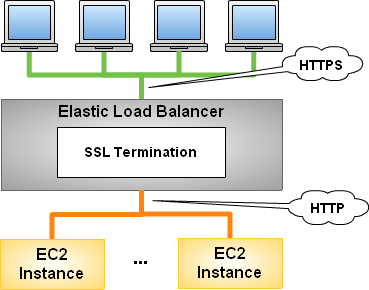 HTTPS
Elastic Load Balancer
SSL Termination
HTTP
EC2
Instance
...
EC2
Instance